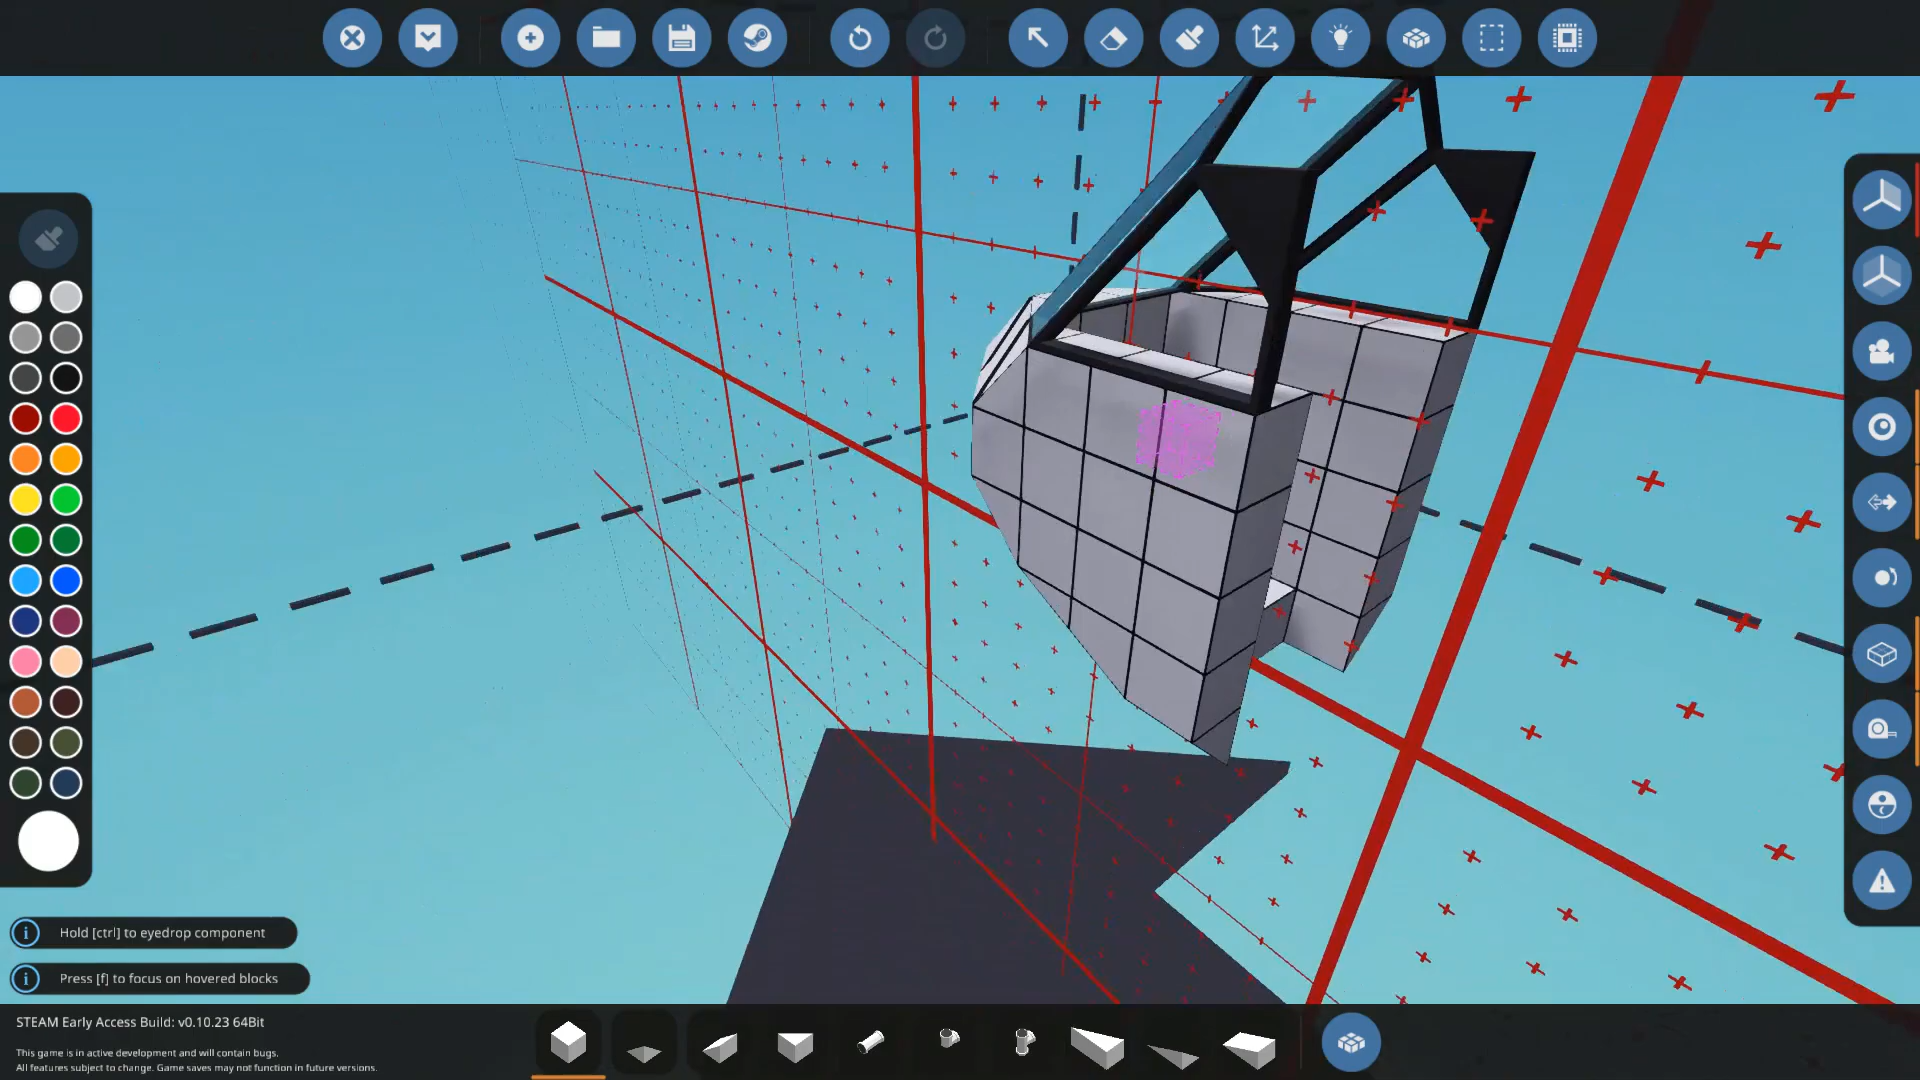 Hold [ctrl] to eyedrop component
Press [f] to focus on hovered blocks
STEAM Early Access Build: v0.10.23 64Bit
This game is in active development and will contain bugs.
All features subject to change. Game saves may not function in future versions.